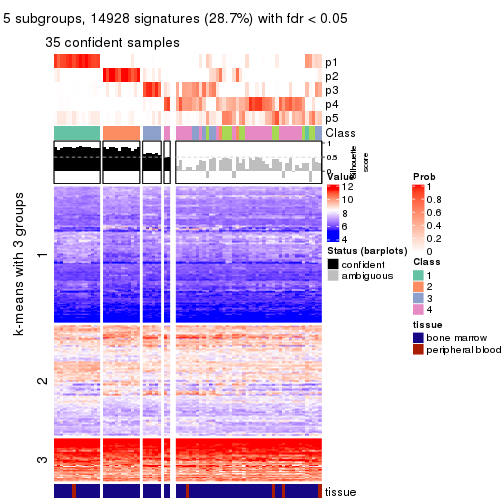 5 subgroups, 14928 signatures (28.7%) with fdr < 0.05
35 confident samples
p1
p2
p3
p4
p5
Class
1
0.5
0
Silhouette
score
k-means with 3 groups
1
2
3
tissue
Value
12
10
8
6
4
Status (barplots)
confident
ambiguous
Prob
1
0.8
0.6
0.4
0.2
0
Class
1
2
3
4
tissue
bone marrow
peripheral blood